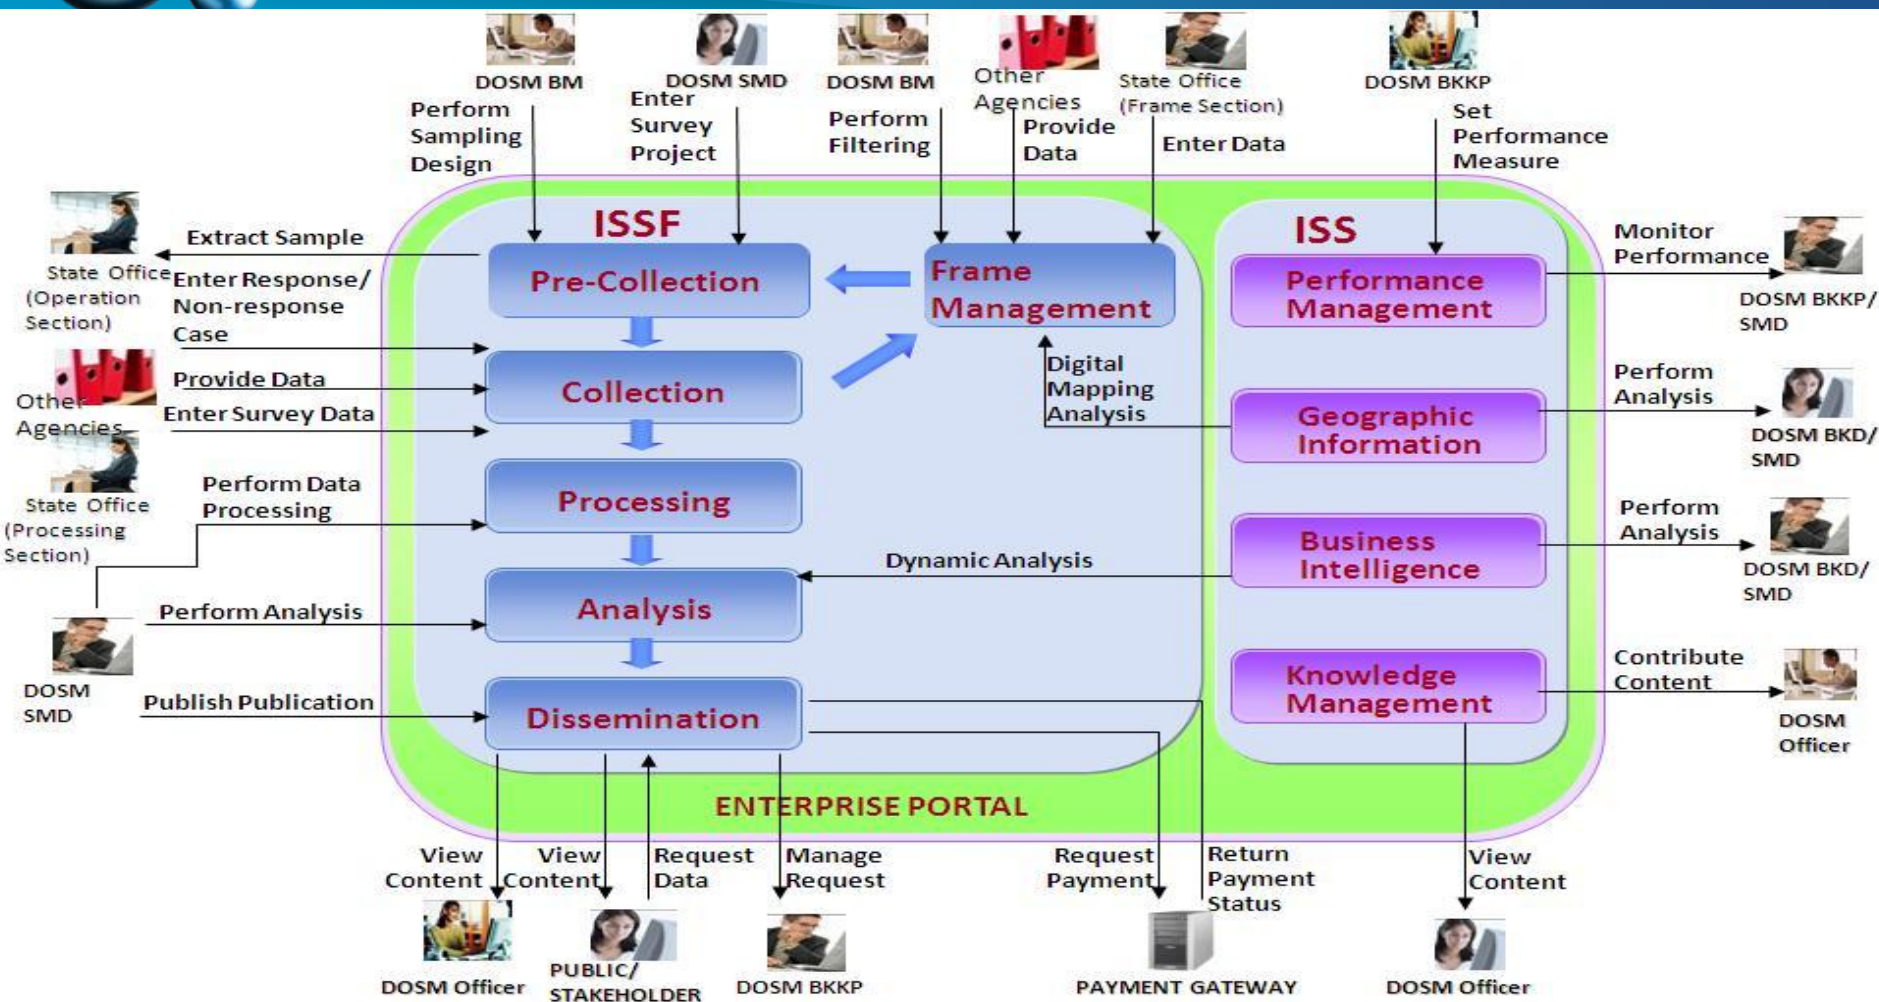 DOSM BM
DOSM SMD
DOSM BM
Other
Agencies
State Office
(Frame Section)
DOSM BKKP
Perform
Sampling
Design
Enter
Survey
Project
Perform
Filtering
Provide
Data
Enter Data
Set
Performance
Measure
ISSF
ISS
Extract Sample
State Office
(Operation
Section)
Enter Response/
Non-response
Case
Pre-Collection
Frame
Management
Performance
Management
Monitor
Performance
DOSM BKKP/
SMD
Other
Agencies
Provide Data
Enter Survey Data
Collection
Digital
Mapping
Analysis
Geographic
Information
Perform
Analysis
DOSM BKD/
SMD
State Office
(Processing
Section)
Perform Data
Processing
Processing
Dynamic Analysis
Business
Intelligence
Perform
Analysis
DOSM BKD/
SMD
Perform Analysis
Analysis
DOSM
SMD
Publish Publication
Dissemination
Knowledge
Management
Contribute
Content
DOSM
Officer
ENTERPRISE PORTAL
View
Content
View
Content
Request
Data
Manage
Request
Request
Payment
Return
Payment
Status
View
Content
DOSM Officer
PUBLIC/
STAKEHOLDER
DOSM BKKP
PAYMENT GATEWAY
DOSM Officer